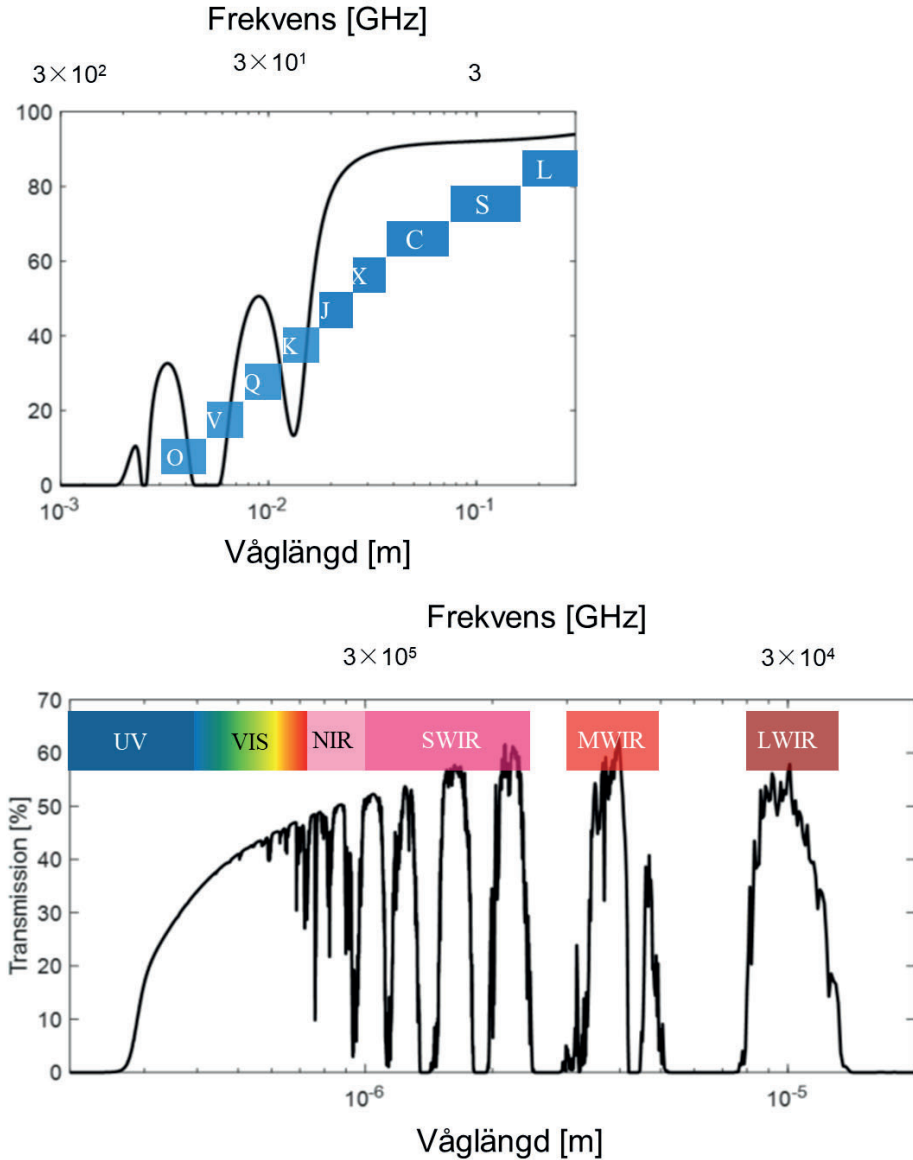 Frekvens [GHz]
3×10² 3×10¹ 3
100
80
60
40
20
0
L
S
C
X
J
K
Q
V
O
10⁻³ 10⁻² 10⁻¹
Våglängd [m]
Frekvens [GHz]
3×10⁵ 3×10⁴
Transmission [%]
70
60
50
40
30
20
10
0
UV VIS NIR SWIR MWIR LWIR
10⁻⁶ 10⁻⁵
Våglängd [m]